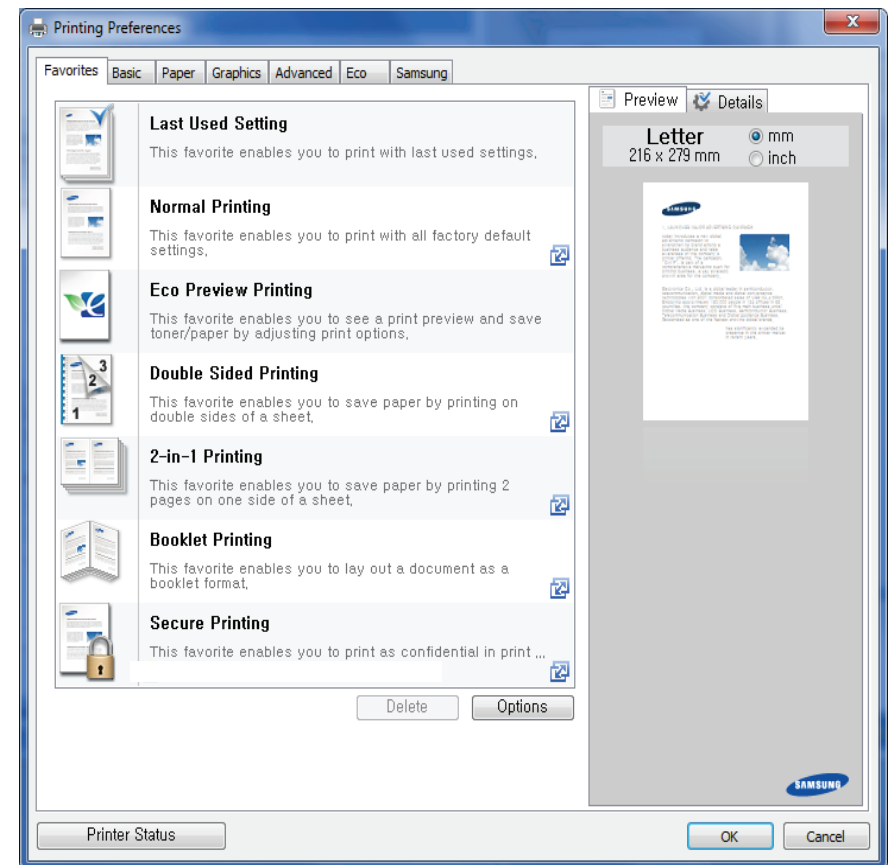 Printing Preferences
Favorites Basic Paper Graphics Advanced Eco Samsung
Last Used Setting
This favorite enables you to print with last used settings.
Normal Printing
This favorite enables you to print with all factory default
settings.
Eco Preview Printing
This favorite enables you to see a print preview and save
toner/paper by adjusting print options.
3
2
1
Double Sided Printing
This favorite enables you to save paper by printing on
double sides of a sheet.
2-in-1 Printing
This favorite enables you to save paper by printing 2
pages on one side of a sheet.
Booklet Printing
This favorite enables you to lay out a document as a
booklet format.
Secure Printing
This favorite enables you to print as confidential in print ...
Delete Options
Preview Details
Letter
216 x 279 mm
mm
inch
SAMSUNG
SAMSUNG
Printer Status OK Cancel